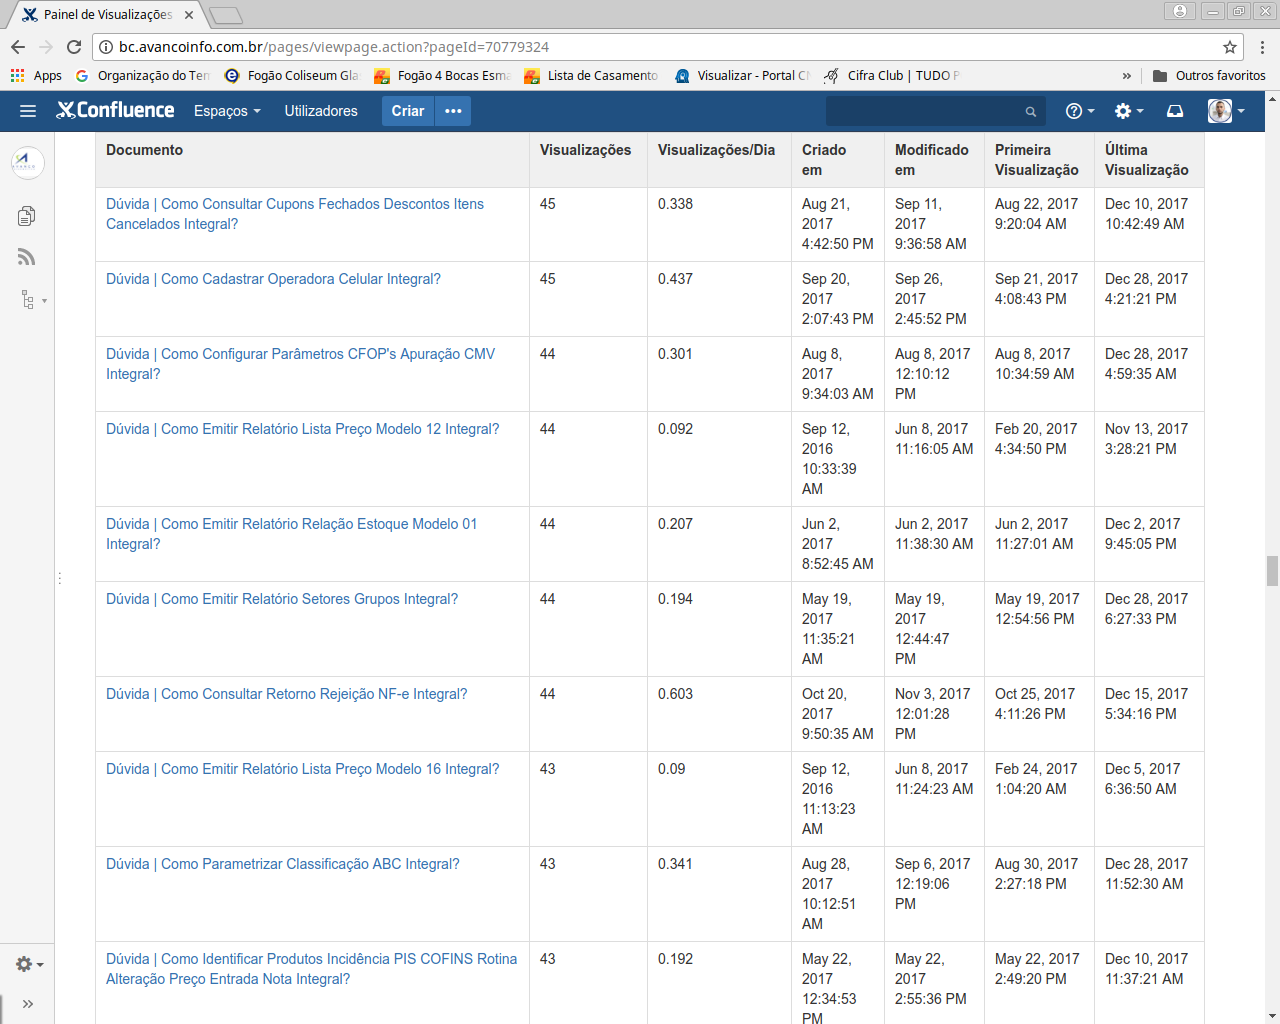 Painel de Visualizações
bc.avancoinfo.com.br/pages/viewpage.action?pageId=70779324
Apps Organização do Ter Fogão Coliseum Gla Fogão 4 Bocas Esma Lista de Casamento Visualizar - Portal C Cifra Club | TUDO P » Outros favoritos
Confluence Espaços Utilizadores Criar •••
Documento Visualizações Visualizações/Dia Criado Modificado Primeira Última
em em Visualização Visualização
Dúvida | Como Consultar Cupons Fechados Descontos Itens 45 0.338 Aug 21, Sep 11, Aug 22, 2017 Dec 10, 2017
Cancelados Integral? 2017 2017 9:20:04 AM 10:42:49 AM
4:42:50 PM 9:36:58 AM
Dúvida | Como Cadastrar Operadora Celular Integral? 45 0.437 Sep 20, Sep 26, Sep 21, 2017 Dec 28, 2017
2017 2017 4:08:43 PM 4:21:21 PM
2:07:43 PM 2:45:52 PM
Dúvida | Como Configurar Parâmetros CFOP's Apuração CMV 44 0.301 Aug 8, Aug 8, 2017 Aug 8, 2017 Dec 28, 2017
Integral? 2017 12:10:12 10:34:59 AM 4:59:35 AM
9:34:03 AM PM
Dúvida | Como Emitir Relatório Lista Preço Modelo 12 Integral? 44 0.092 Sep 12, Jun 8, 2017 Feb 20, 2017 Nov 13, 2017
2016 11:16:05 AM 4:34:50 PM 3:28:21 PM
10:33:39
AM
Dúvida | Como Emitir Relatório Relação Estoque Modelo 01 44 0.207 Jun 2, Jun 2, 2017 Jun 2, 2017 Dec 2, 2017
Integral? 2017 11:38:30 AM 11:27:01 AM 9:45:05 PM
8:52:45 AM
Dúvida | Como Emitir Relatório Setores Grupos Integral? 44 0.194 May 19, May 19, May 19, 2017 Dec 28, 2017
2017 2017 12:54:56 PM 6:27:33 PM
11:35:21 12:44:47
AM PM
Dúvida | Como Consultar Retorno Rejeição NF-e Integral? 44 0.603 Oct 20, Nov 3, 2017 Oct 25, 2017 Dec 15, 2017
2017 12:01:28 4:11:26 PM 5:34:16 PM
9:50:35 AM PM
Dúvida | Como Emitir Relatório Lista Preço Modelo 16 Integral? 43 0.09 Sep 12, Jun 8, 2017 Feb 24, 2017 Dec 5, 2017
2016 11:24:23 AM 1:04:20 AM 6:36:50 AM
11:13:23
AM
Dúvida | Como Parametrizar Classificação ABC Integral? 43 0.341 Aug 28, Sep 6, 2017 Aug 30, 2017 Dec 28, 2017
2017 12:19:06 2:27:18 PM 11:52:30 AM
10:12:51 PM
AM
Dúvida | Como Identificar Produtos Incidência PIS COFINS Rotina 43 0.192 May 22, May 22, May 22, 2017 Dec 10, 2017
Alteração Preço Entrada Nota Integral? 2017 2017 2:49:20 PM 11:37:21 AM
12:34:53 2:55:36 PM
PM